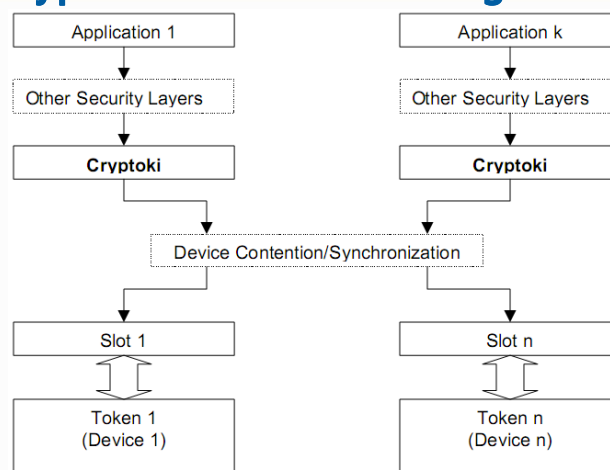 Application 1
Application k
Other Security Layers
Other Security Layers
Cryptoki
Cryptoki
Device Contention/Synchronization
Slot 1
Slot n
Token 1
(Device 1)
Token n
(Device n)